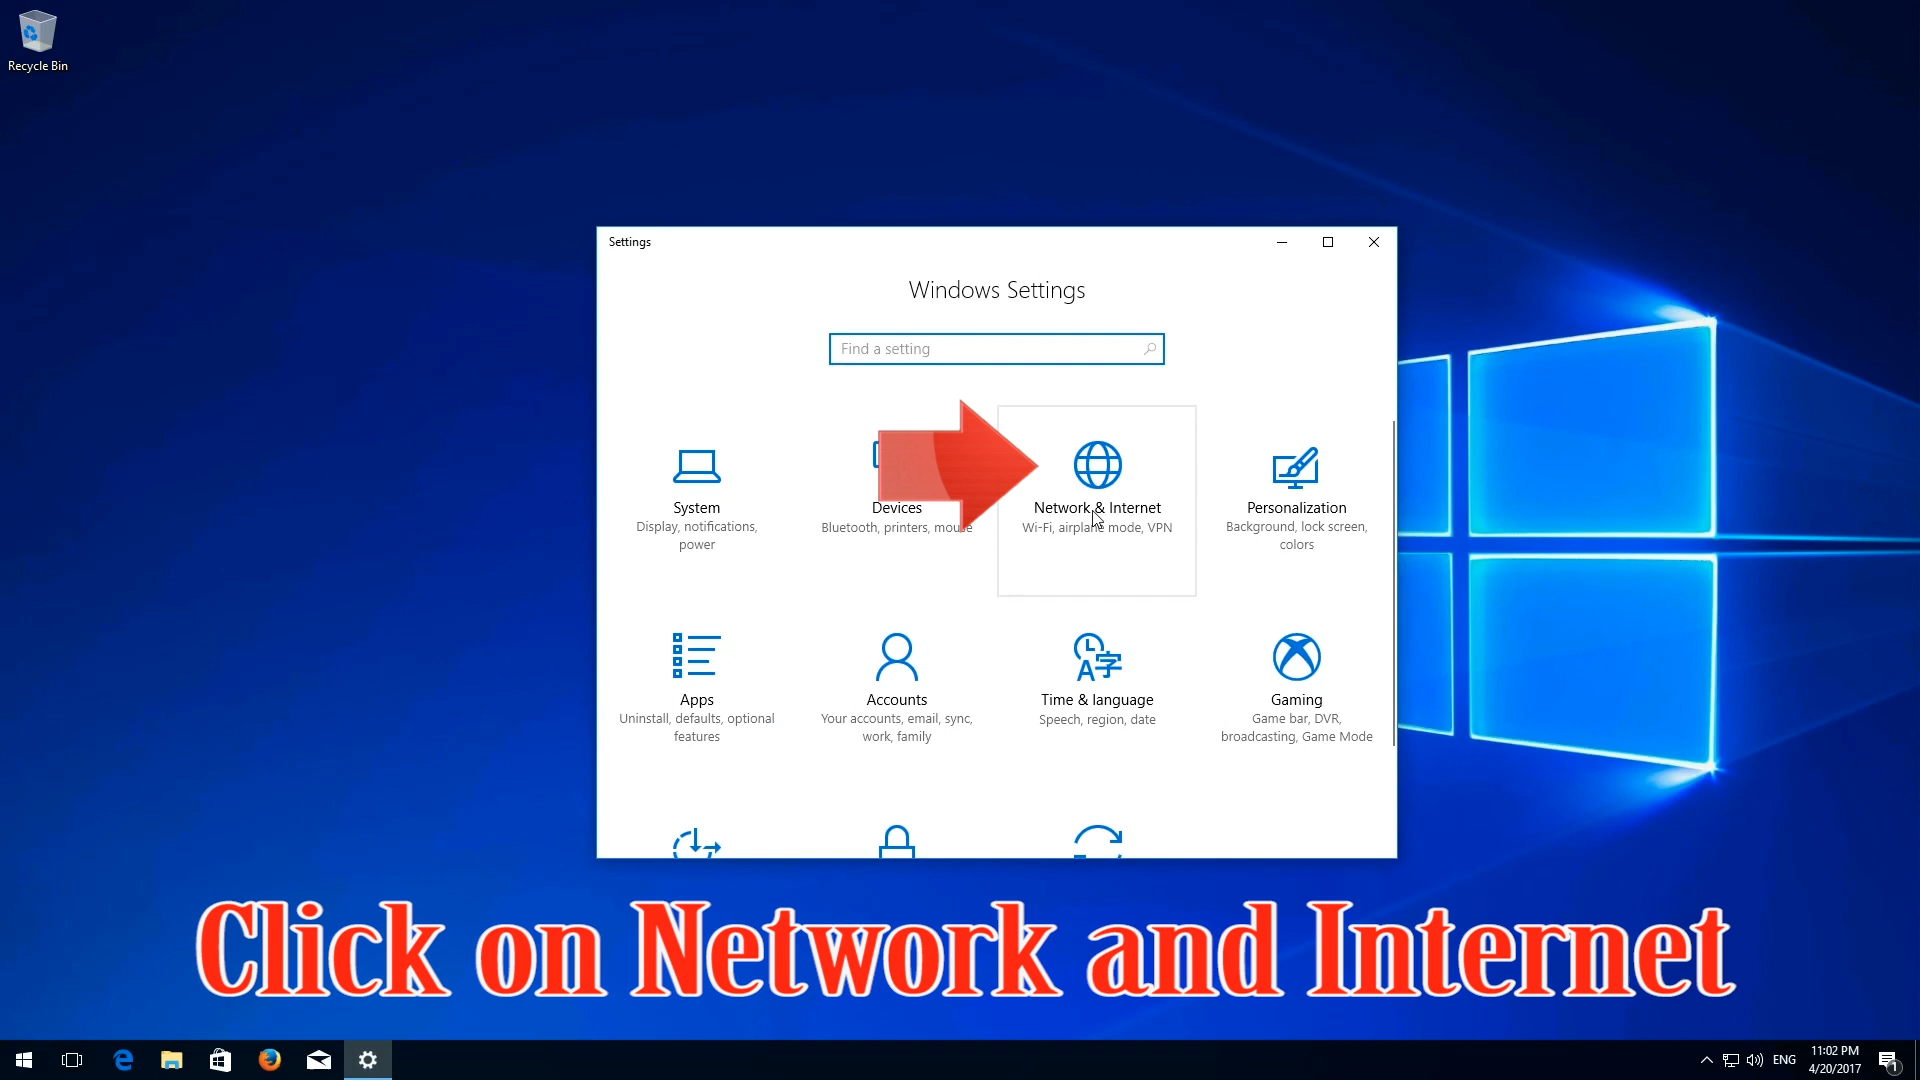 Recycle Bin
Settings
Windows Settings
Find a setting
System
Display, notifications,
power
Devices
Bluetooth, printers, mouse
Network & Internet
Wi-Fi, airplane mode, VPN
Personalization
Background, lock screen,
colors
Apps
Uninstall, defaults, optional
features
Accounts
Your accounts, email, sync,
work, family
Time & language
Speech, region, date
Gaming
Game bar, DVR,
broadcasting, Game Mode
Click on Network and Internet
ENG
11:02 PM
4/20/2017
1